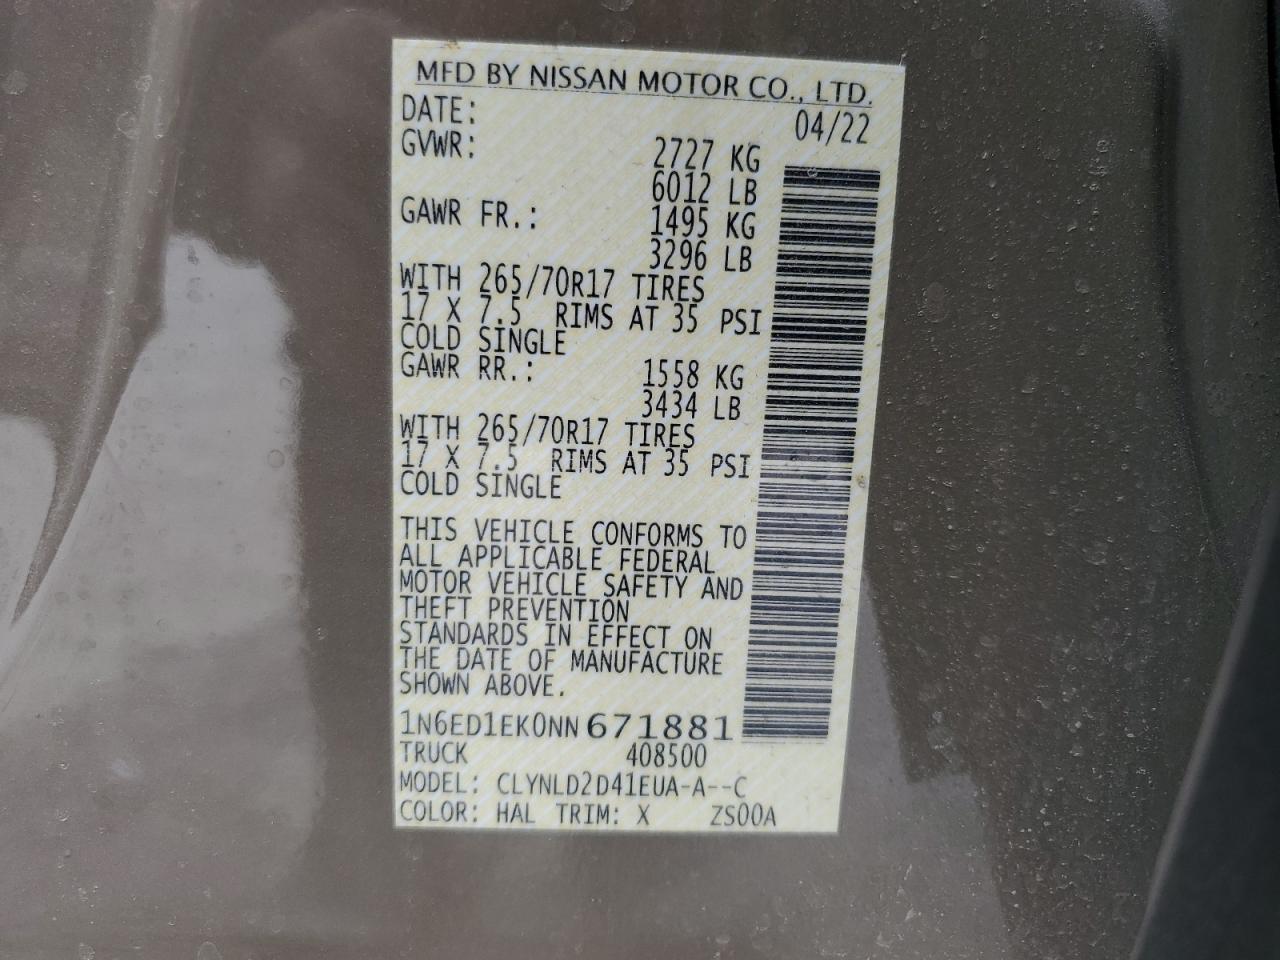 MFD BY NISSAN MOTOR CO., LTD.
DATE: 04/22
GVWR: 2727 KG
6012 LB
GAWR FR.: 1495 KG
3296 LB
WITH 265/70R17 TIRES
17 X 7.5 RIMS AT 35 PSI
COLD SINGLE
GAWR RR.: 1558 KG
3434 LB
WITH 265/70R17 TIRES
17 X 7.5 RIMS AT 35 PSI
COLD SINGLE
THIS VEHICLE CONFORMS TO
ALL APPLICABLE FEDERAL
MOTOR VEHICLE SAFETY AND
THEFT PREVENTION
STANDARDS IN EFFECT ON
THE DATE OF MANUFACTURE
SHOWN ABOVE.
1N6ED1EK0NN671881
TRUCK 408500
MODEL: CLYNLD2D41EUA-A--C
COLOR: HAL TRIM: X ZS00A